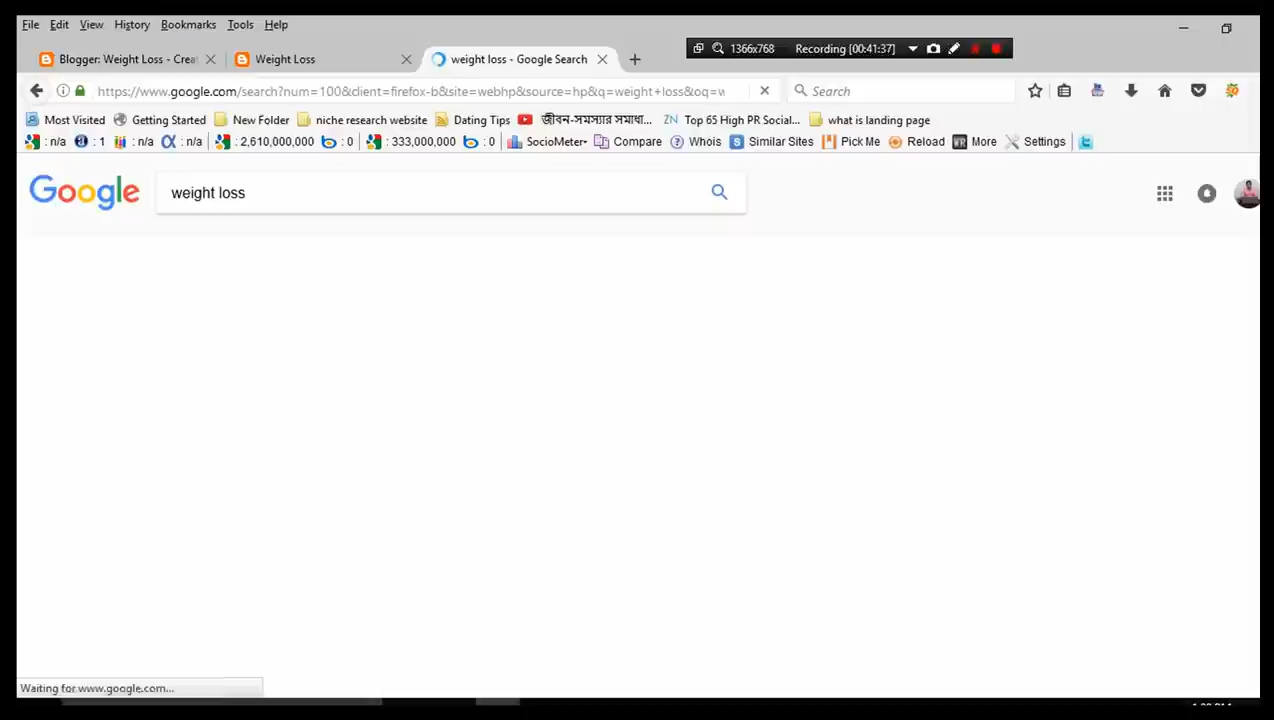 File Edit View History Bookmarks Tools Help
1366x768 Recording [00:41:37]
Blogger: Weight Loss - Crea Weight Loss weight loss - Google Search
https://www.google.com/search?num=100&client=firefox-b&site=webhp&source=hp&q=weight+loss&oq=w Search
Most Visited Getting Started New Folder niche research website Dating Tips জীবন-সমস্যার সমাধা... ZN Top 65 High PR Social... what is landing page
: n/a : 1 : n/a : n/a : 2,610,000,000 : 0 : 333,000,000 : 0 SocioMeter Compare Whois Similar Sites Pick Me Reload WR More Settings
Google weight loss
Waiting for www.google.com...